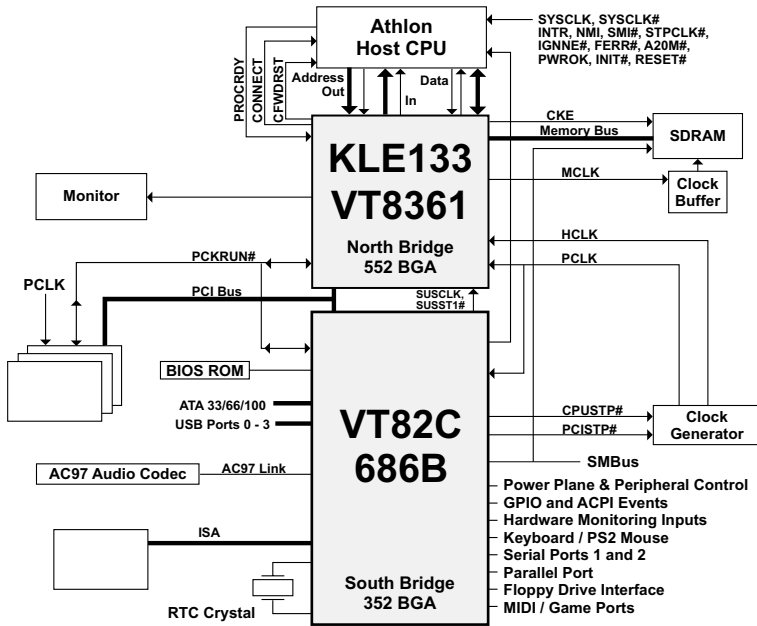 Athlon
Host CPU
SYSCLK, SYSCLK#
INTR, NMI, SMI#, STPCLK#,
IGNNE#, FERR#, A20M#,
PWROK, INIT#, RESET#
PROCRDY
CONNECT
CFWDRST
Address
Out
In
Data
CKE
Memory Bus
SDRAM
KLE133
VT8361
North Bridge
552 BGA
MCLK
Clock
Buffer
Monitor
HCLK
PCKRUN#
PCLK
PCLK
PCI Bus
SUSCLK,
SUSST1#
BIOS ROM
ATA 33/66/100
USB Ports 0 - 3
VT82C
686B
South Bridge
352 BGA
CPUSTP#
PCISTP#
Clock
Generator
SMBus
AC97 Audio Codec
AC97 Link
Power Plane & Peripheral Control
GPIO and ACPI Events
Hardware Monitoring Inputs
Keyboard / PS2 Mouse
Serial Ports 1 and 2
Parallel Port
Floppy Drive Interface
MIDI / Game Ports
ISA
RTC Crystal